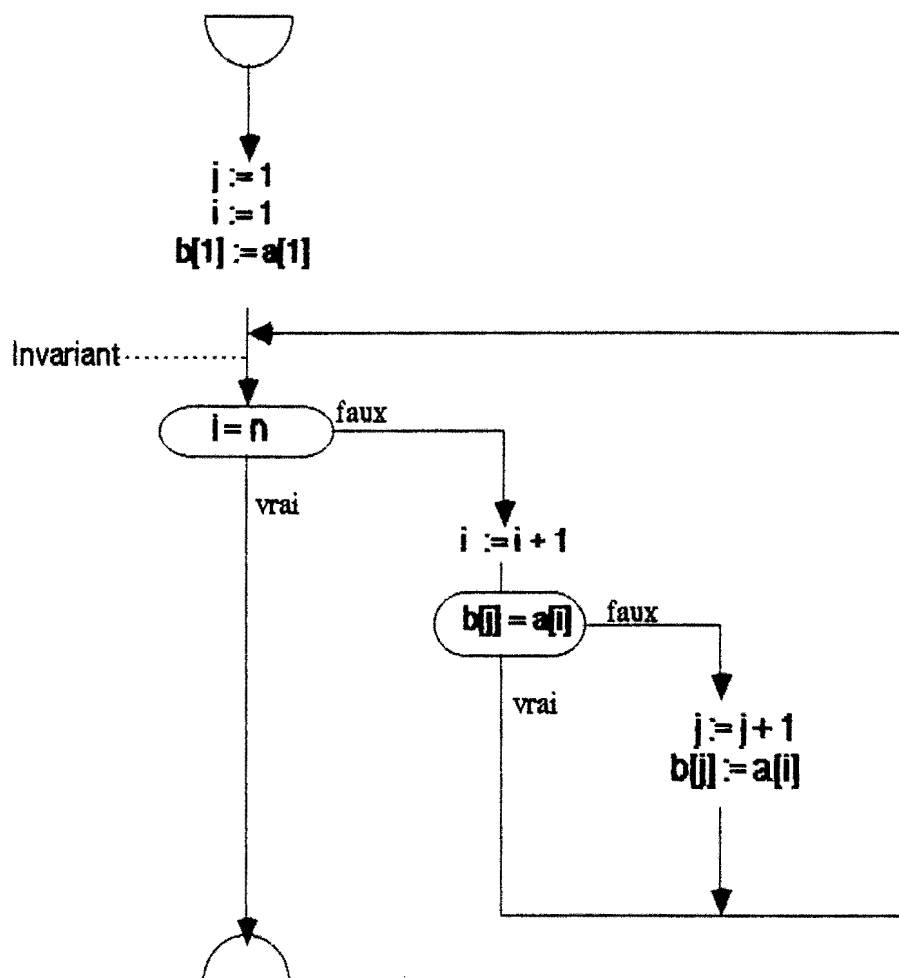 j := 1
i := 1
b[1] := a[1]
Invariant
i = n
faux
vrai
i := i + 1
b[j] = a[i]
faux
vrai
j := j + 1
b[j] := a[i]